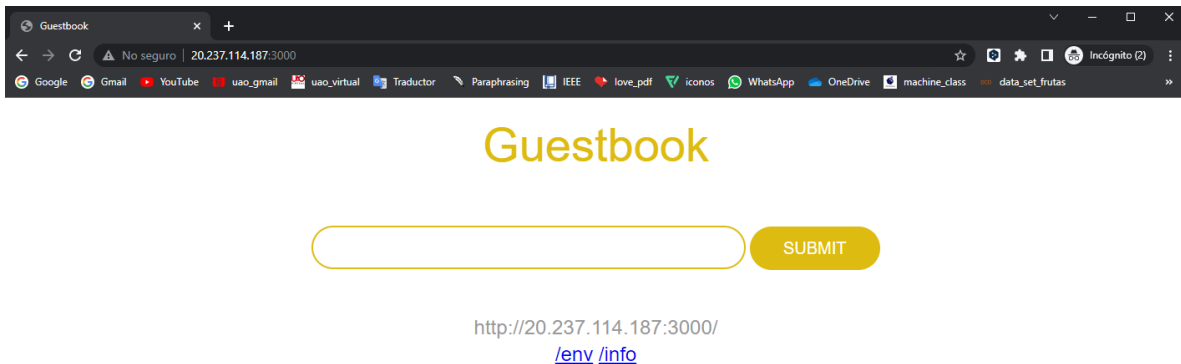 Guestbook
No seguro | 20.237.114.187:3000
Incógnito (2)
Google Gmail YouTube uao_gmail uao_virtual Traductor Paraphrasing IEEE love_pdf iconos WhatsApp OneDrive machine_class data_set_frutas »
Guestbook
SUBMIT
http://20.237.114.187:3000/
/env /info